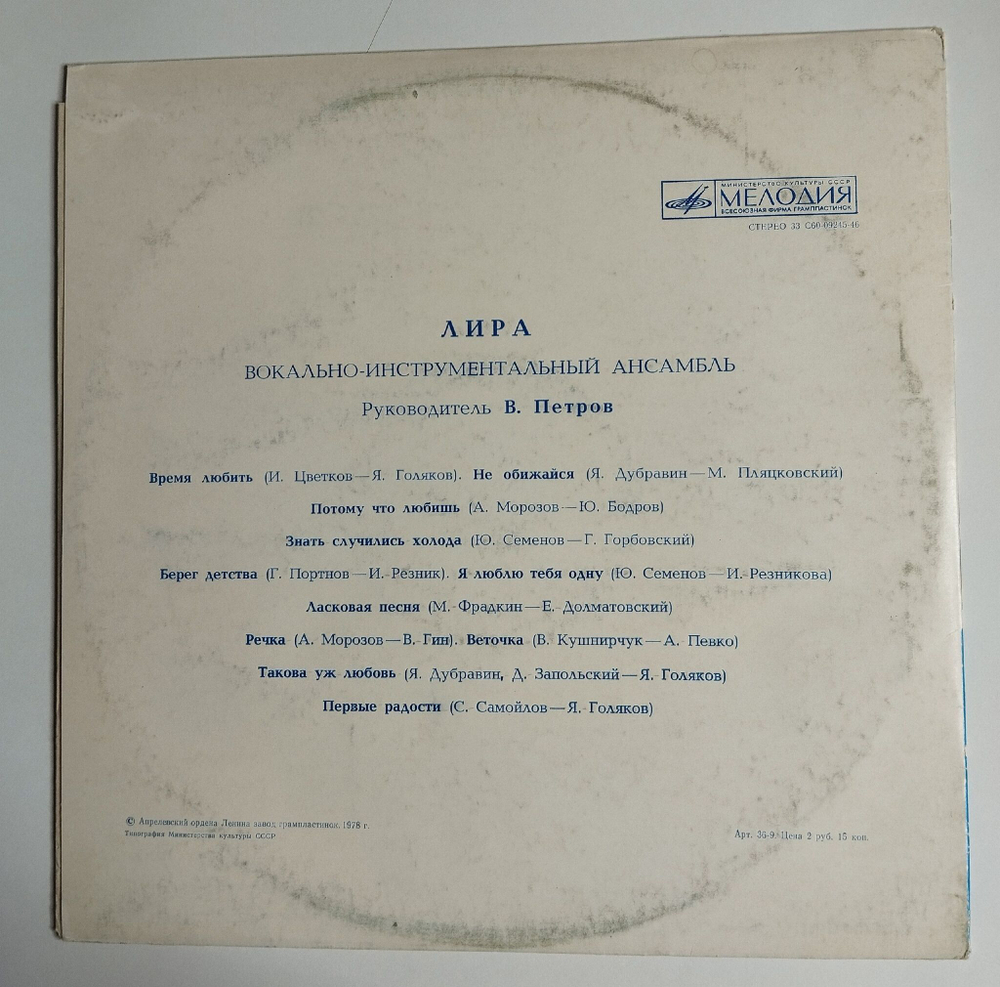 МИНИСТЕРСТВО КУЛЬТУРЫ СССР
МЕЛОДИЯ
ВСЕСОЮЗНАЯ ФИРМА ГРАМПЛАСТИНОК
СТЕРЕО 33 С60-09245-46
ЛИРА
ВОКАЛЬНО-ИНСТРУМЕНТАЛЬНЫЙ АНСАМБЛЬ
Руководитель В. Петров
Время любить (И. Цветков—Я. Голяков). Не обижайся (Я. Дубравин—М. Пляцковский)
Потому что любишь (А. Морозов—Ю. Бодров)
Знать случились холода (Ю. Семенов—Г. Горбовский)
Берег детства (Г. Портнов—И. Резник). Я люблю тебя одну (Ю. Семенов—И. Резникова)
Ласковая песня (М. Фрадкин—Е. Долматовский)
Речка (А. Морозов—В. Гин). Веточка (В. Кушнирчук—А. Певко)
Такова уж любовь (Я. Дубравин, Д. Запольский—Я. Голяков)
Первые радости (С. Самойлов—Я. Голяков)
© Апрелевский ордена Ленина завод грампластинок, 1978 г.
Типография Министерства культуры СССР
Арт. 36-9. Цена 2 руб. 15 коп.